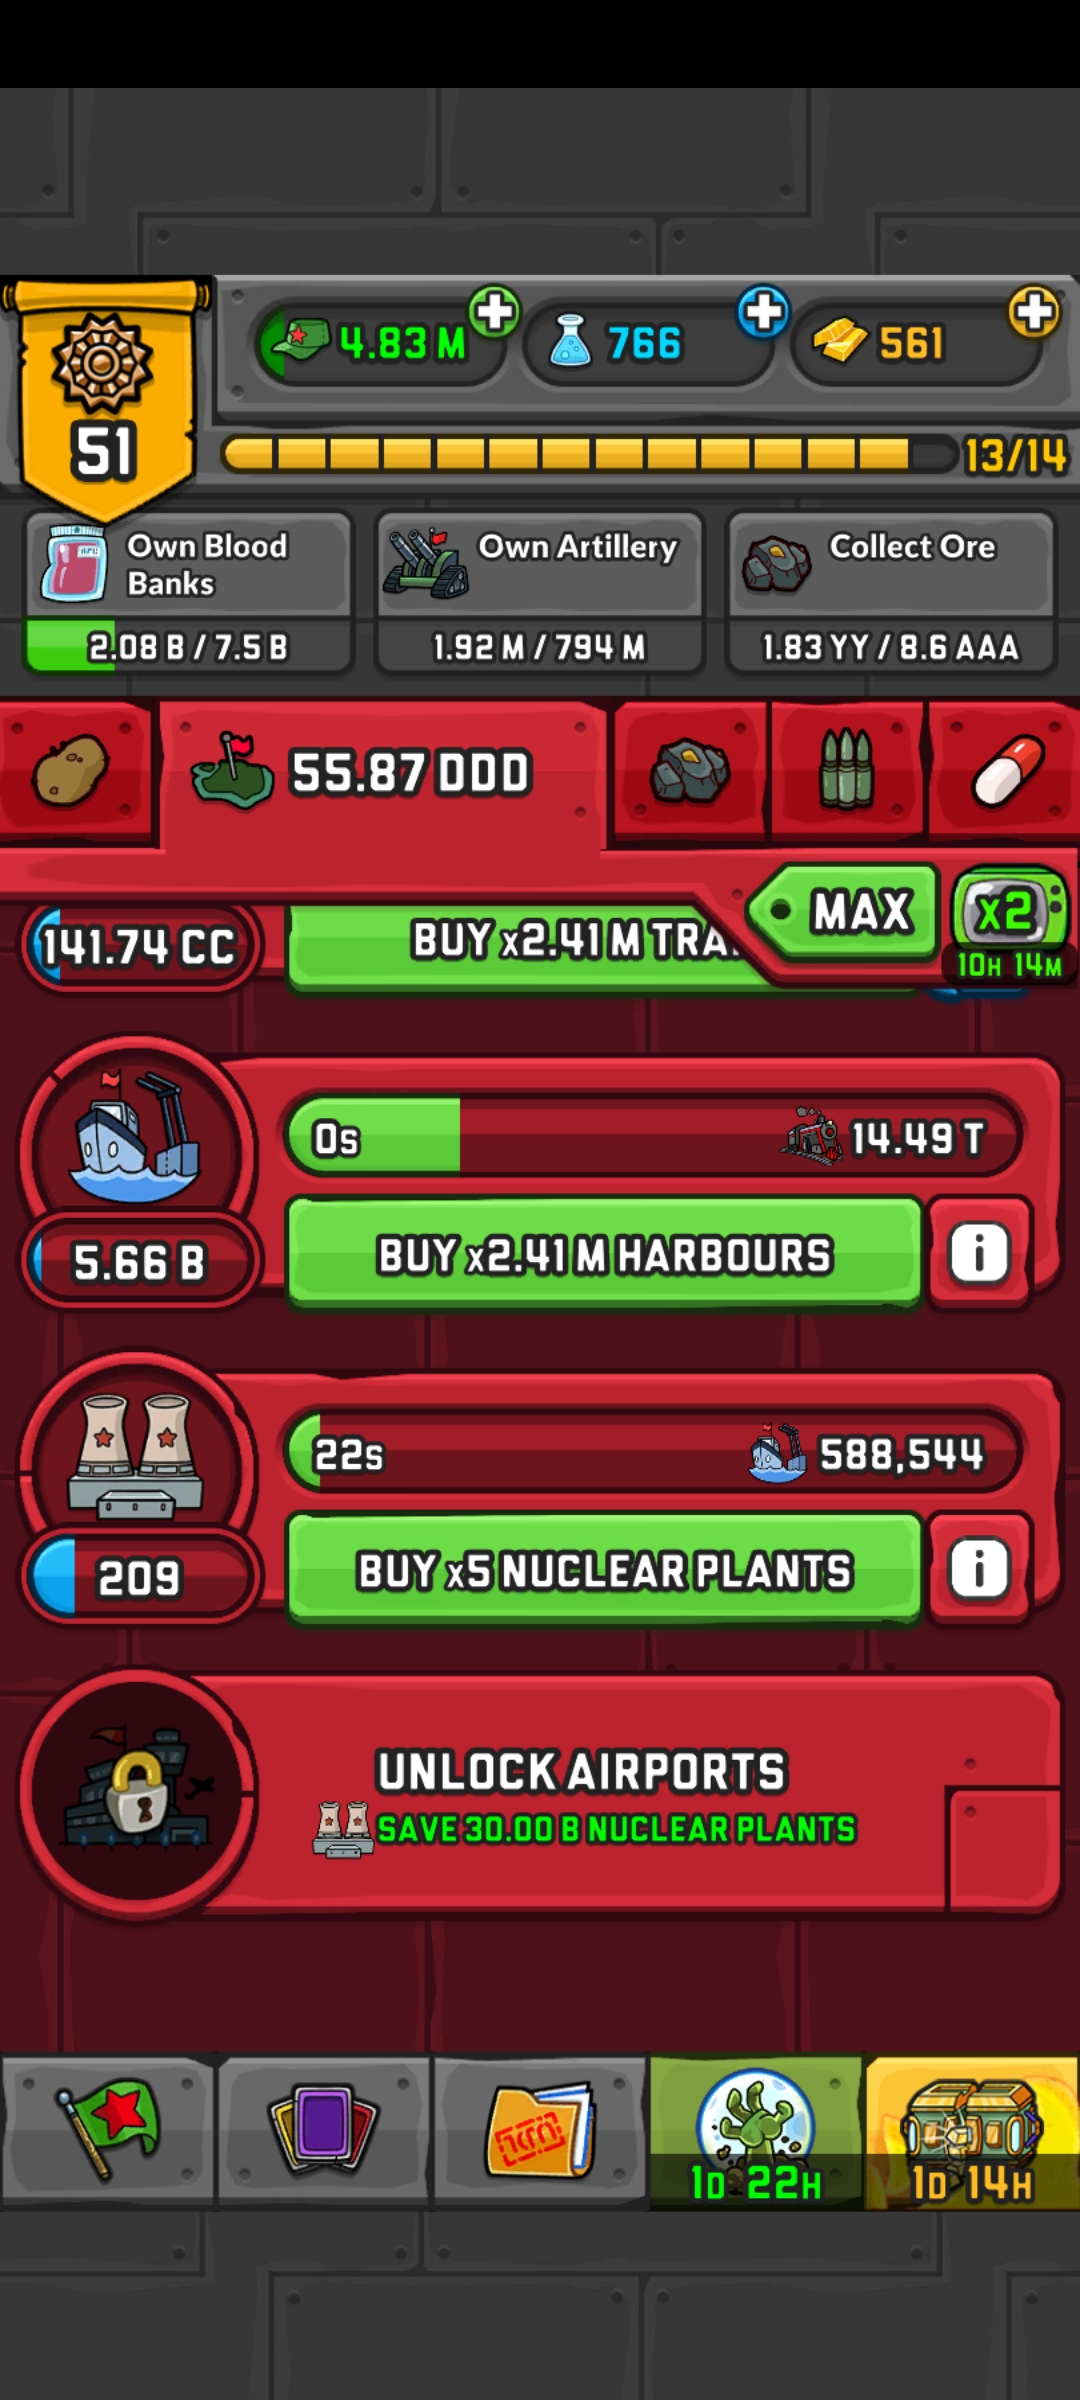 4.83 M
766
561
51
13/14
Own Blood
Banks
2.08 B / 7.5 B
Own Artillery
1.92 M / 794 M
Collect Ore
1.83 YY / 8.6 AAA
55.87 DDD
MAX
x2
10H 14M
141.74 CC
BUY x2.41 M TRA
0s
14.49 T
5.66 B
BUY x2.41 M HARBOURS
i
22s
588,544
209
BUY x5 NUCLEAR PLANTS
i
UNLOCK AIRPORTS
SAVE 30.00 B NUCLEAR PLANTS
1D 22H
1D 14H